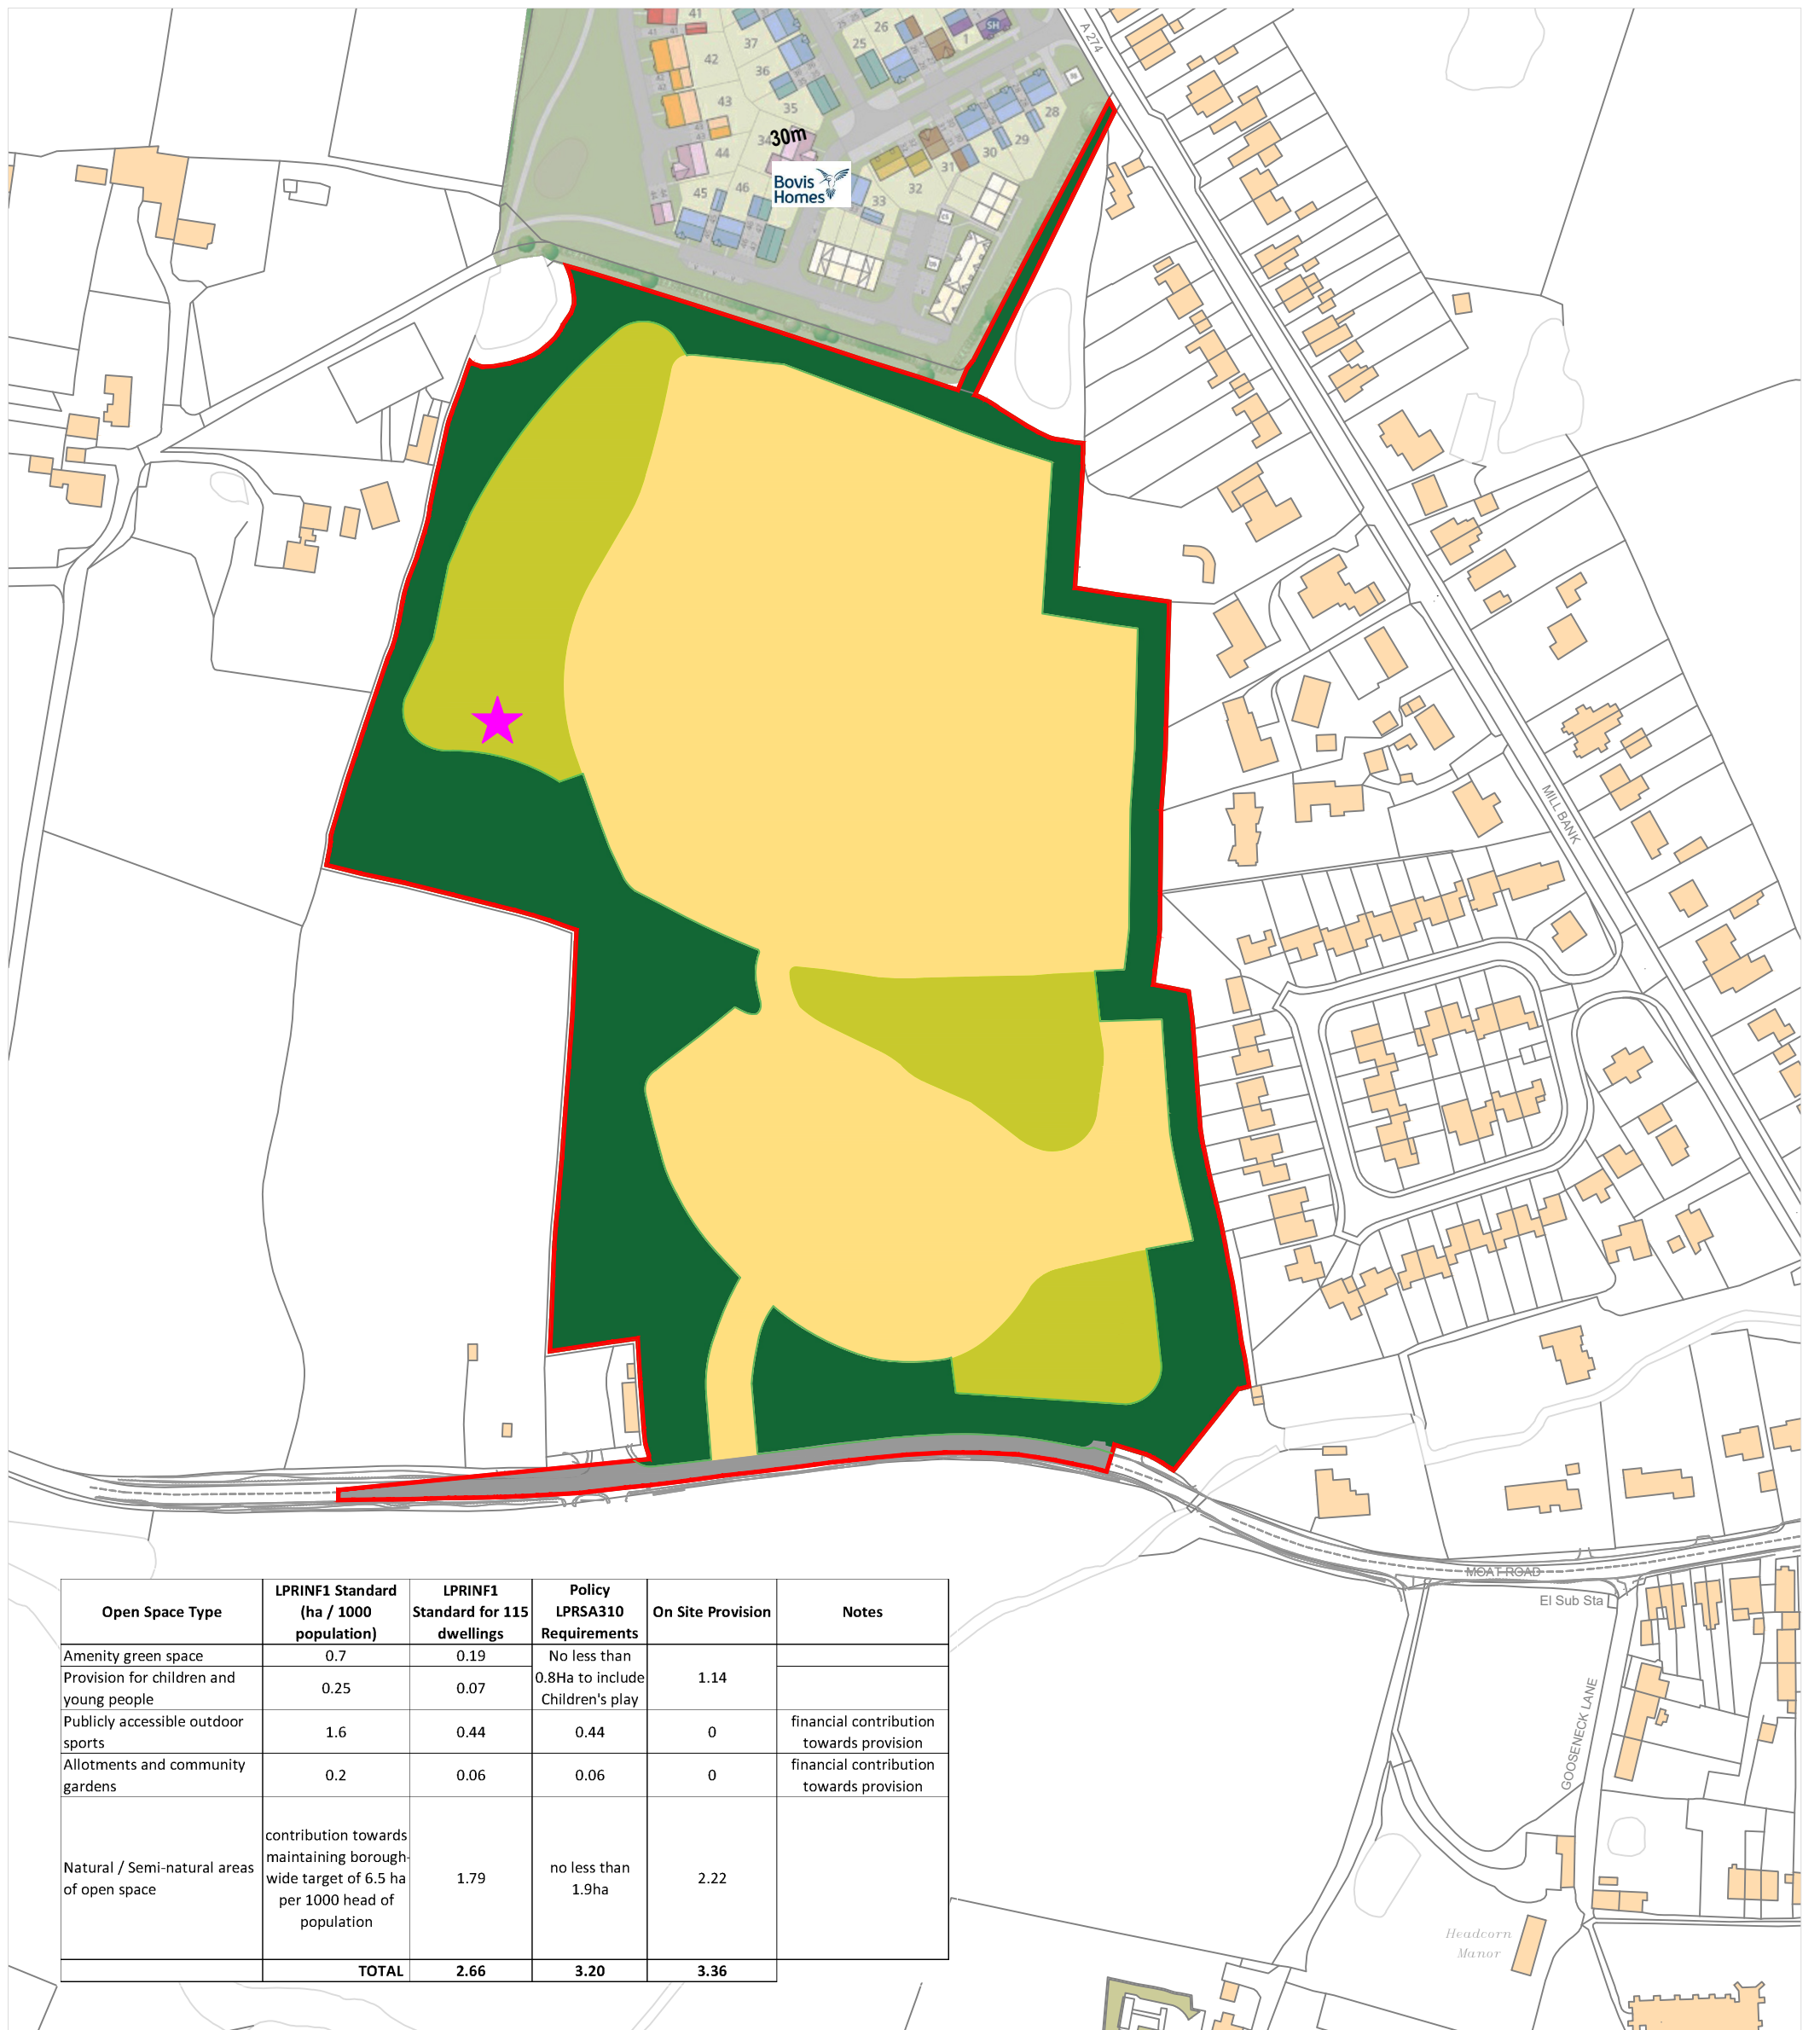 A 274
41
26
SH
37
25
1
42
36
28
43
35
30m
34
29
44
30
31
Bovis
Homes
45
46
32
33
MILL BANK
MOAT ROAD
El Sub Sta
GOOSENECK LANE
Headcorn
Manor
Open Space Type
LPRINF1 Standard
(ha / 1000
population)
LPRINF1
Standard for 115
dwellings
Policy
LPRSA310
Requirements
On Site Provision
Notes
Amenity green space
0.7
0.19
No less than
0.8Ha to include
Children's play
1.14
Provision for children and
young people
0.25
0.07
Publicly accessible outdoor
sports
1.6
0.44
0.44
0
financial contribution
towards provision
Allotments and community
gardens
0.2
0.06
0.06
0
financial contribution
towards provision
Natural / Semi-natural areas
of open space
contribution towards
maintaining borough-
wide target of 6.5 ha
per 1000 head of
population
1.79
no less than
1.9ha
2.22
TOTAL
2.66
3.20
3.36